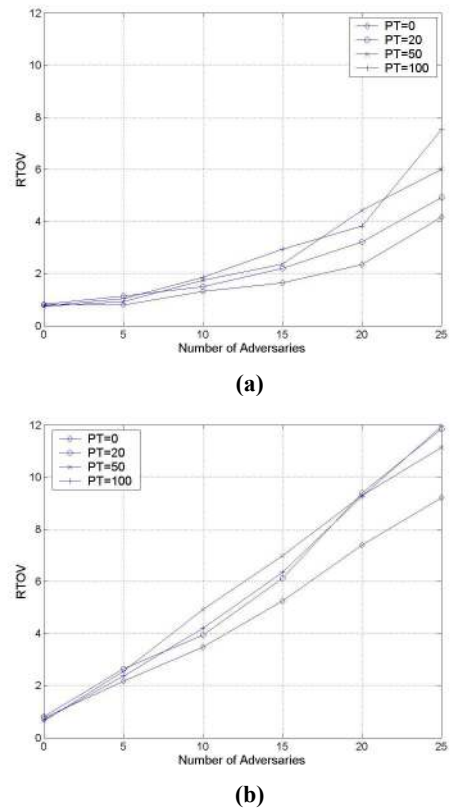 12
10
8
6
4
2
0
RTOV
PT=0
PT=20
PT=50
PT=100
0 5 10 15 20 25
Number of Adversaries
(a)
12
10
8
6
4
2
0
RTOV
PT=0
PT=20
PT=50
PT=100
0 5 10 15 20 25
Number of Adversaries
(b)